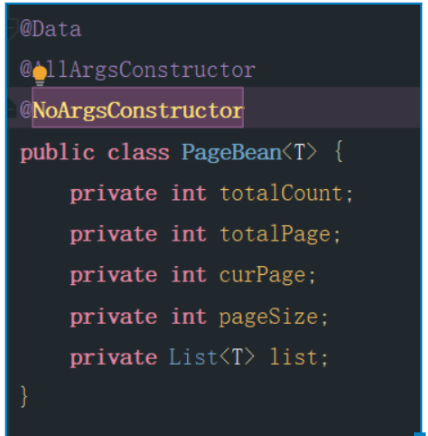 @Data
@AllArgsConstructor
@NoArgsConstructor
public class PageBean<T> {
    private int totalCount;
    private int totalPage;
    private int curPage;
    private int pageSize;
    private List<T> list;
}